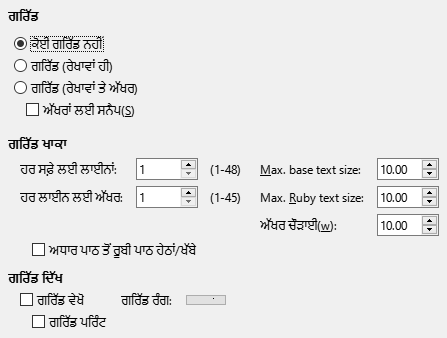 ਗਰਿੱਡ
ਕੋਈ ਗਰਿੱਡ ਨਹੀਂ
ਗਰਿੱਡ (ਰੇਖਾਵਾਂ ਹੀ)
ਗਰਿੱਡ (ਰੇਖਾਵਾਂ ਤੇ ਅੱਖਰ)
ਅੱਖਰਾਂ ਲਈ ਸਨੈਪ(S)
ਗਰਿੱਡ ਖਾਕਾ
ਹਰ ਸਫ਼ੇ ਲਈ ਲਾਈਨਾਂ: 1 (1-48) Max. base text size: 10.00
ਹਰ ਲਾਈਨ ਲਈ ਅੱਖਰ: 1 (1-45) Max. Ruby text size: 10.00
ਅੱਖਰ ਚੌੜਾਈ(w): 10.00
ਅਧਾਰ ਪਾਠ ਤੋਂ ਰੂਬੀ ਪਾਠ ਹੇਠਾਂ/ਖੱਬੇ
ਗਰਿੱਡ ਦਿੱਖ
ਗਰਿੱਡ ਵੇਖੋ ਗਰਿੱਡ ਰੰਗ:
ਗਰਿੱਡ ਪਰਿੰਟ